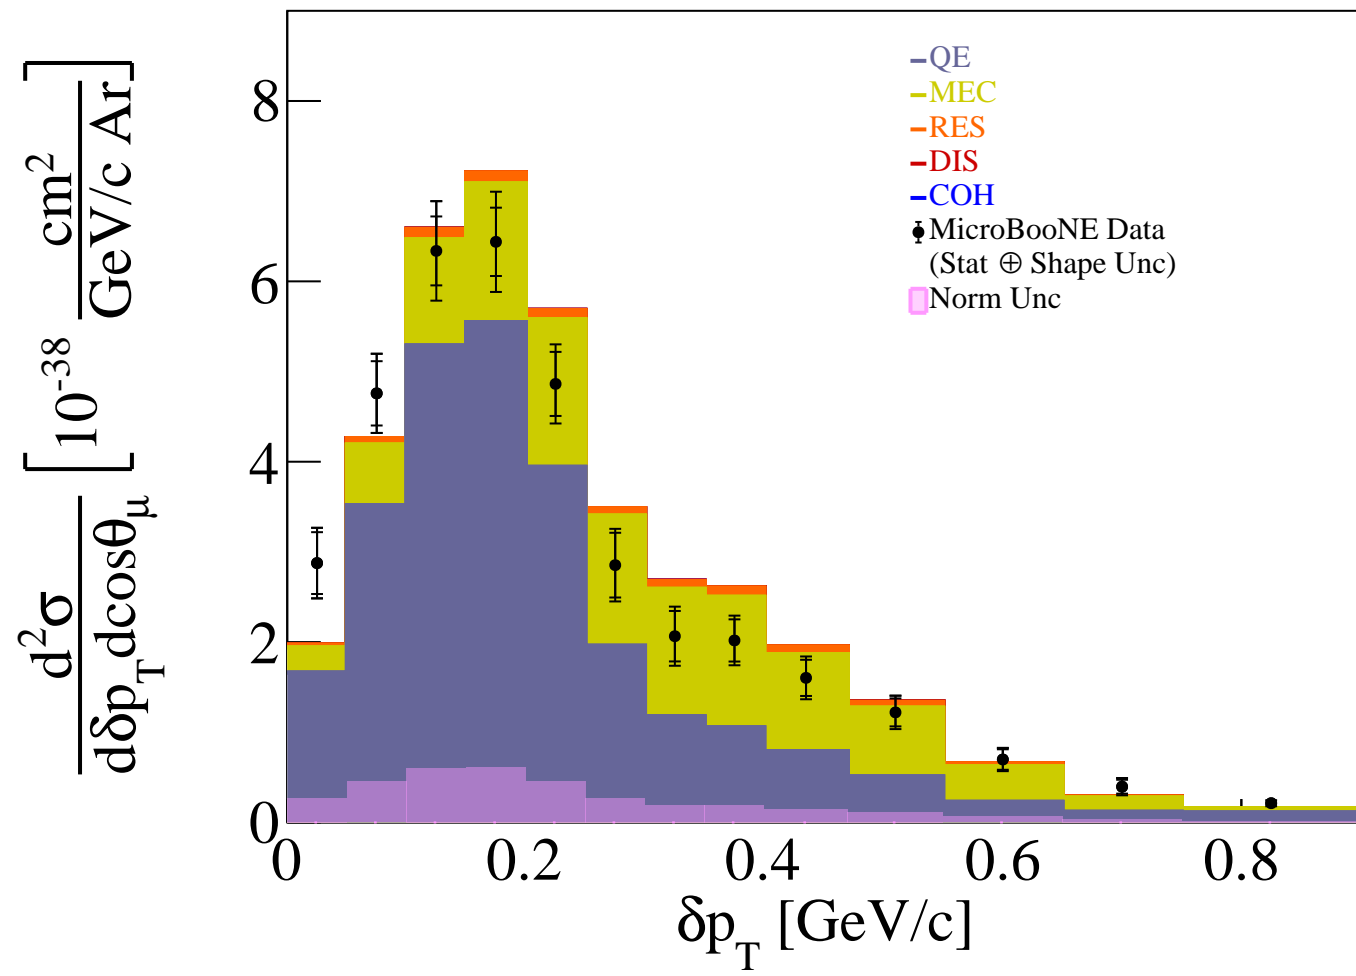 d²σ / dδp_T dcosθ_μ [10⁻³⁸ cm² / GeV/c Ar]
8
6
4
2
0
QE
MEC
RES
DIS
COH
MicroBooNE Data
(Stat ⊕ Shape Unc)
Norm Unc
0 0.2 0.4 0.6 0.8
δp_T [GeV/c]